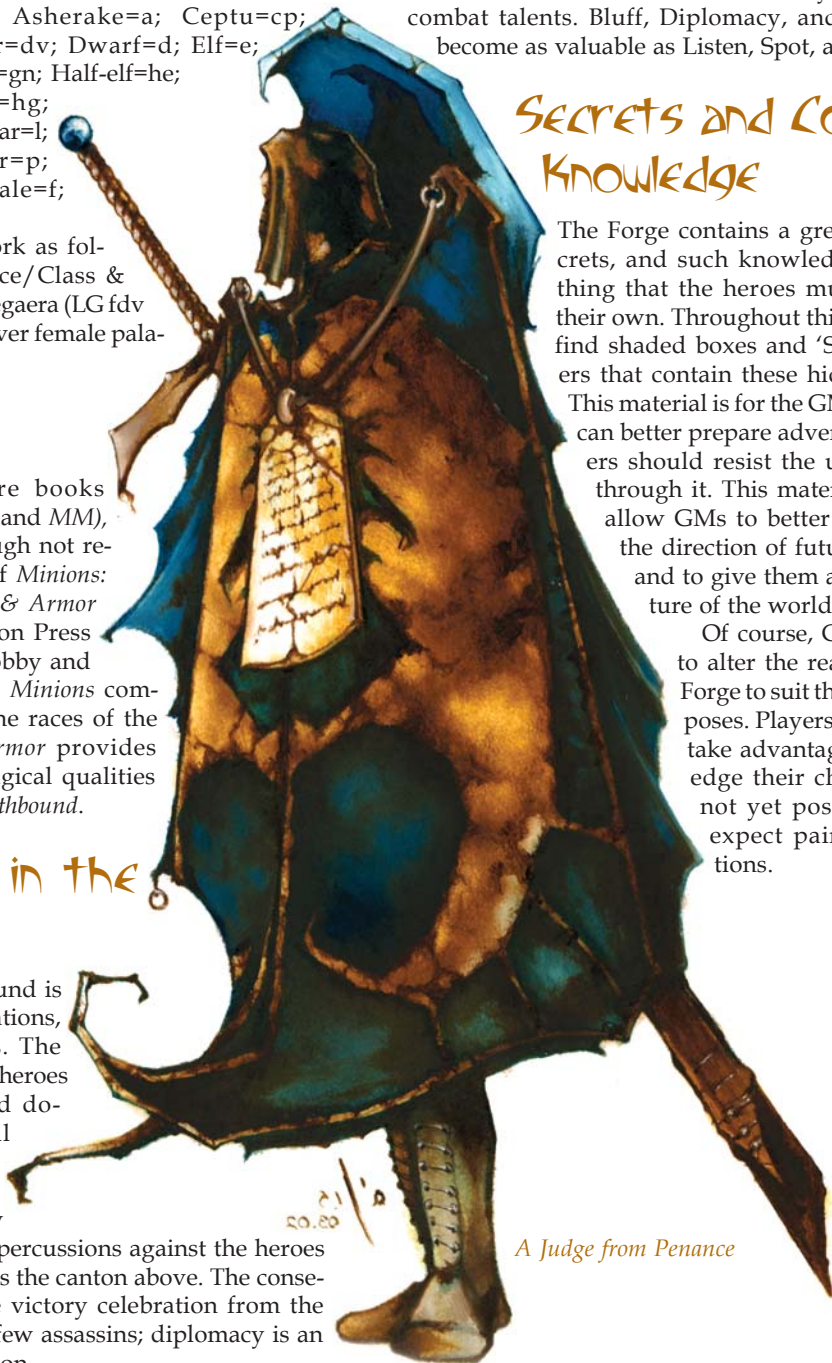 Asherake=a; Ceptu=cp;
r=dv; Dwarf=d; Elf=e;
=gn; Half-elf=he;
=hg;
ar=l;
r=p;
ale=f;
ork as fol-
ce/Class &
egaera (LG fdv
ver female pala-
re books
and MM),
ugh not re-
f Minions:
& Armor
on Press
obby and
Minions com-
he races of the
rmor provides
gical qualities
thbound.
in the
und is
ations,
. The
heroes
d do-
ll
y
percussions against the heroes
s the canton above. The conse-
e victory celebration from the
few assassins; diplomacy is an
combat talents. Bluff, Diplomacy, and
become as valuable as Listen, Spot, a
Secrets and Co
Knowledge
The Forge contains a gre
crets, and such knowled
thing that the heroes mu
their own. Throughout thi
find shaded boxes and ‘S
ers that contain these hid
This material is for the GM
can better prepare adver
ers should resist the u
through it. This mater
allow GMs to better
the direction of futu
and to give them a
ture of the world
Of course, G
to alter the rea
Forge to suit th
poses. Players
take advantag
edge their ch
not yet pos
expect pair
tions.
A Judge from Penance